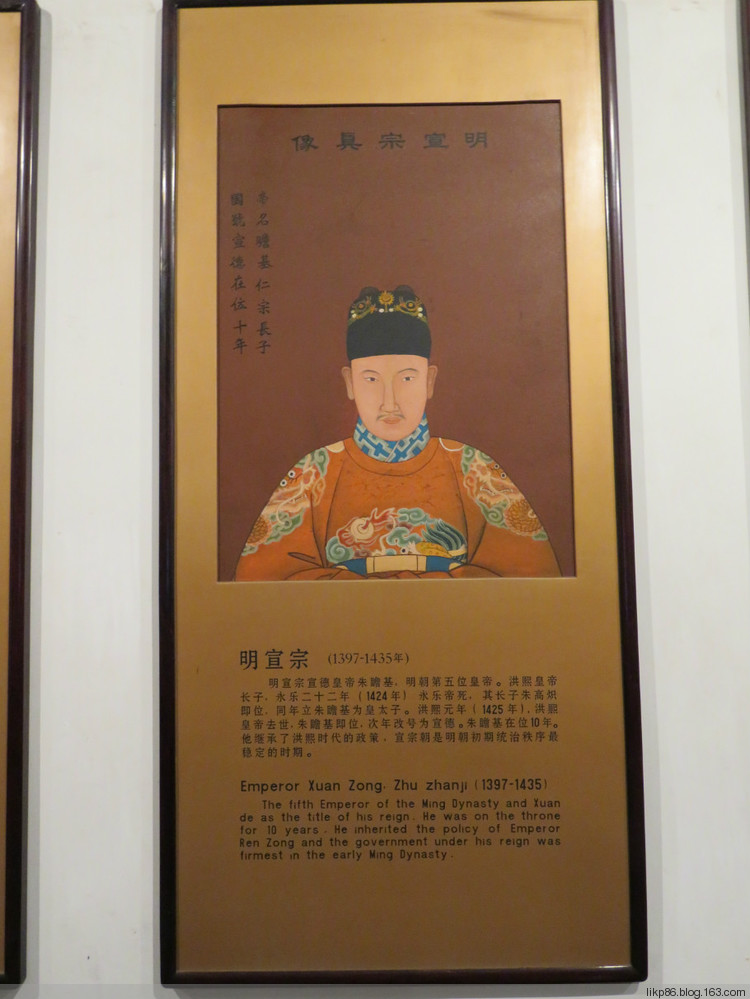 明宣宗真像
帝名瞻基仁宗長子
國號宣德在位十年
明宣宗 (1397-1435年)
明宣宗宣德皇帝朱瞻基，明朝第五位皇帝。洪熙皇帝
长子，永乐二十二年（1424年）永乐帝死，其长子朱高炽
即位，同年立朱瞻基为皇太子。洪熙元年（1425年），洪熙
皇帝去世，朱瞻基即位，次年改号为宣德。朱瞻基在位10年。
他继承了洪熙时代的政策，宣宗朝是明朝初期统治秩序最
稳定的时期。
Emperor Xuan Zong. Zhu zhanji (1397-1435)
The fifth Emperor of the Ming Dynasty and Xuan
de as the title of his reign. He was on the throne
for 10 years. He inherited the policy of Emperor
Ren Zong and the government under his reign was
firmest in the early Ming Dynasty.
likp86.blog.163.com